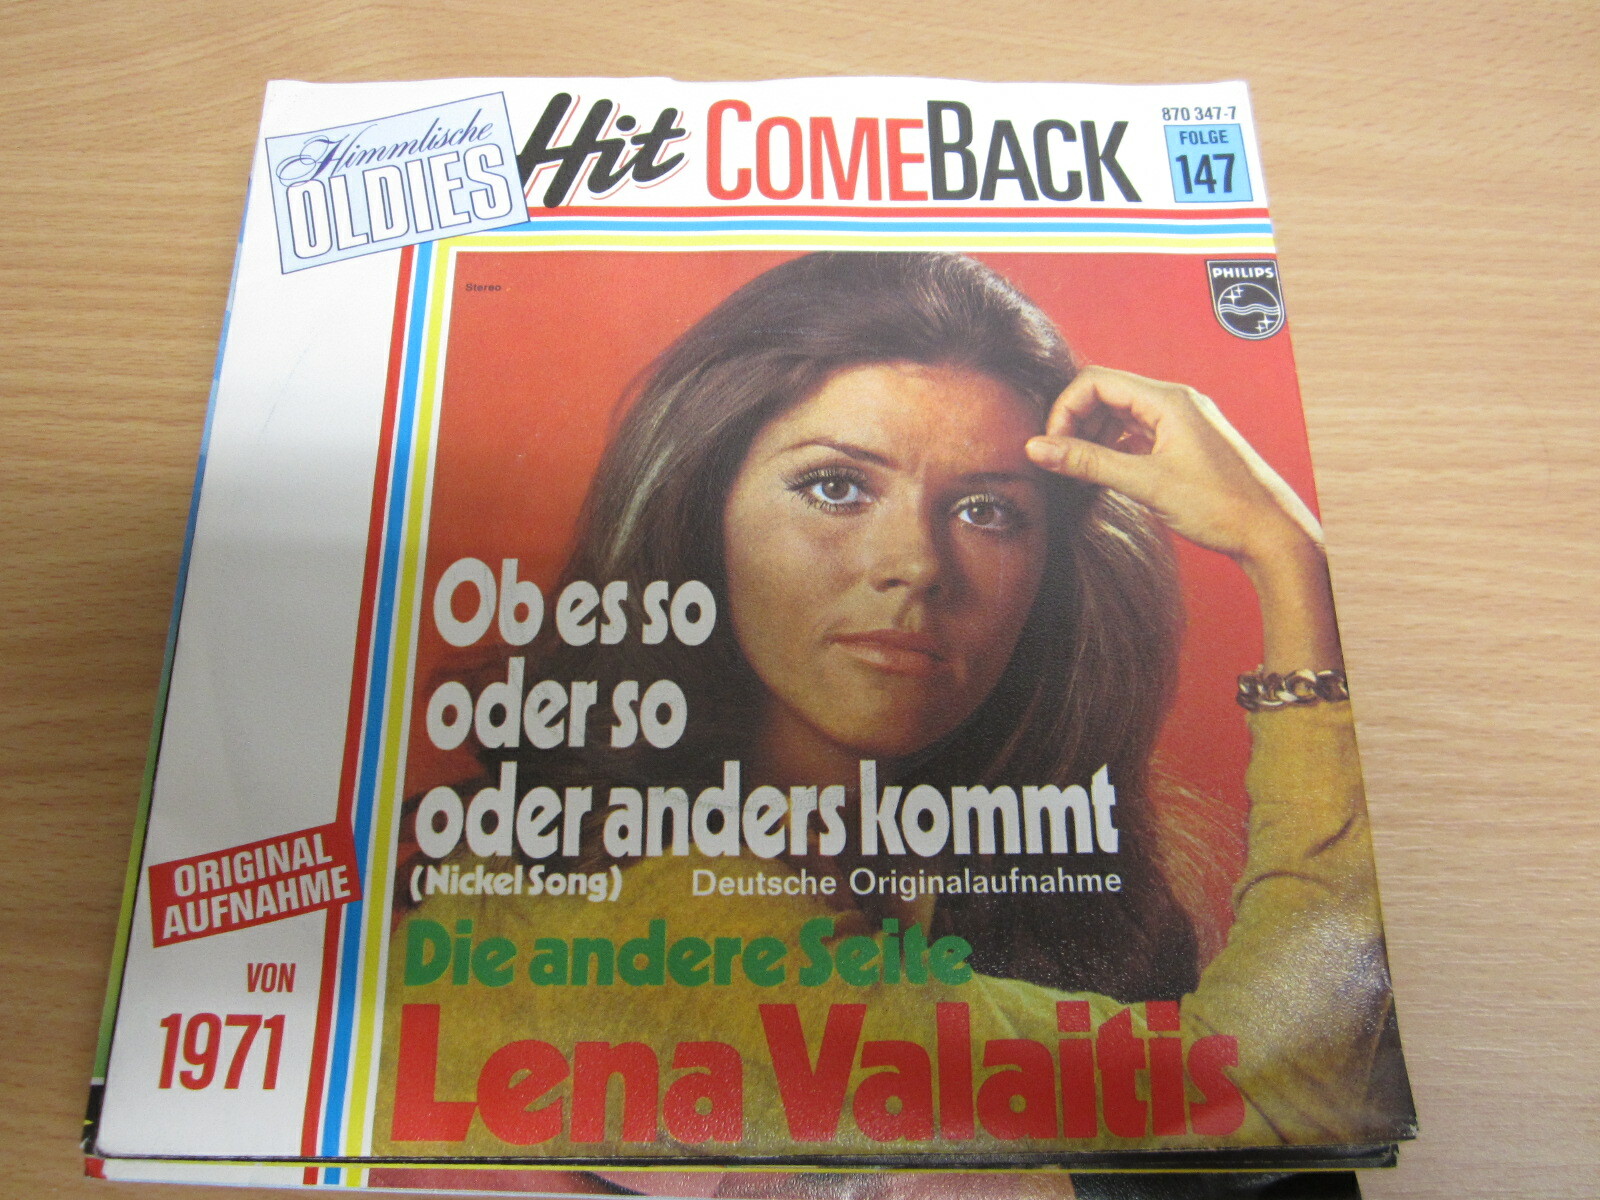 Himmlische
OLDIES
Hit COMEBACK
870 347-7
FOLGE
147
PHILIPS
Stereo
Ob es so
oder so
oder anders kommt
(Nickel Song) Deutsche Originalaufnahme
Die andere Seite
Lena Valaitis
ORIGINAL
AUFNAHME
VON
1971